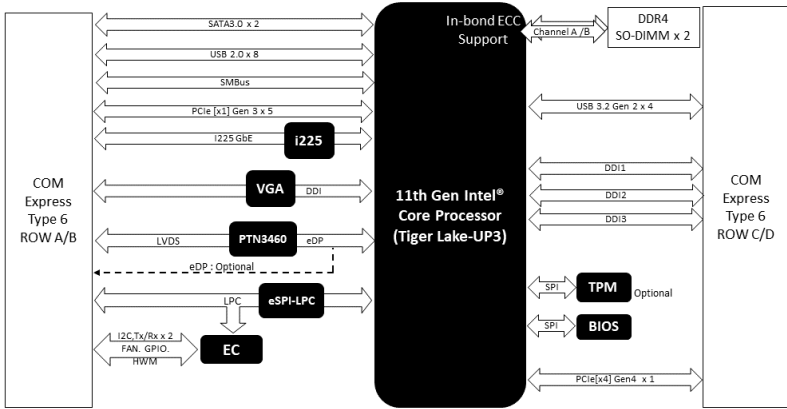 SATA3.0 x 2
USB 2.0 x 8
SMBus
PCIe [x1] Gen 3 x 5
I225 GbE
i225
VGA
DDI
LVDS
PTN3460
eDP
eDP : Optional
LPC
eSPI-LPC
I2C,Tx/Rx x 2
FAN. GPIO.
HWM
EC
COM
Express
Type 6
ROW A/B
In-bond ECC
Support
11th Gen Intel®
Core Processor
(Tiger Lake-UP3)
Channel A /B
DDR4
SO-DIMM x 2
USB 3.2 Gen 2 x 4
DDI1
DDI2
DDI3
SPI
TPM
Optional
SPI
BIOS
PCIe[x4] Gen4 x 1
COM
Express
Type 6
ROW C/D